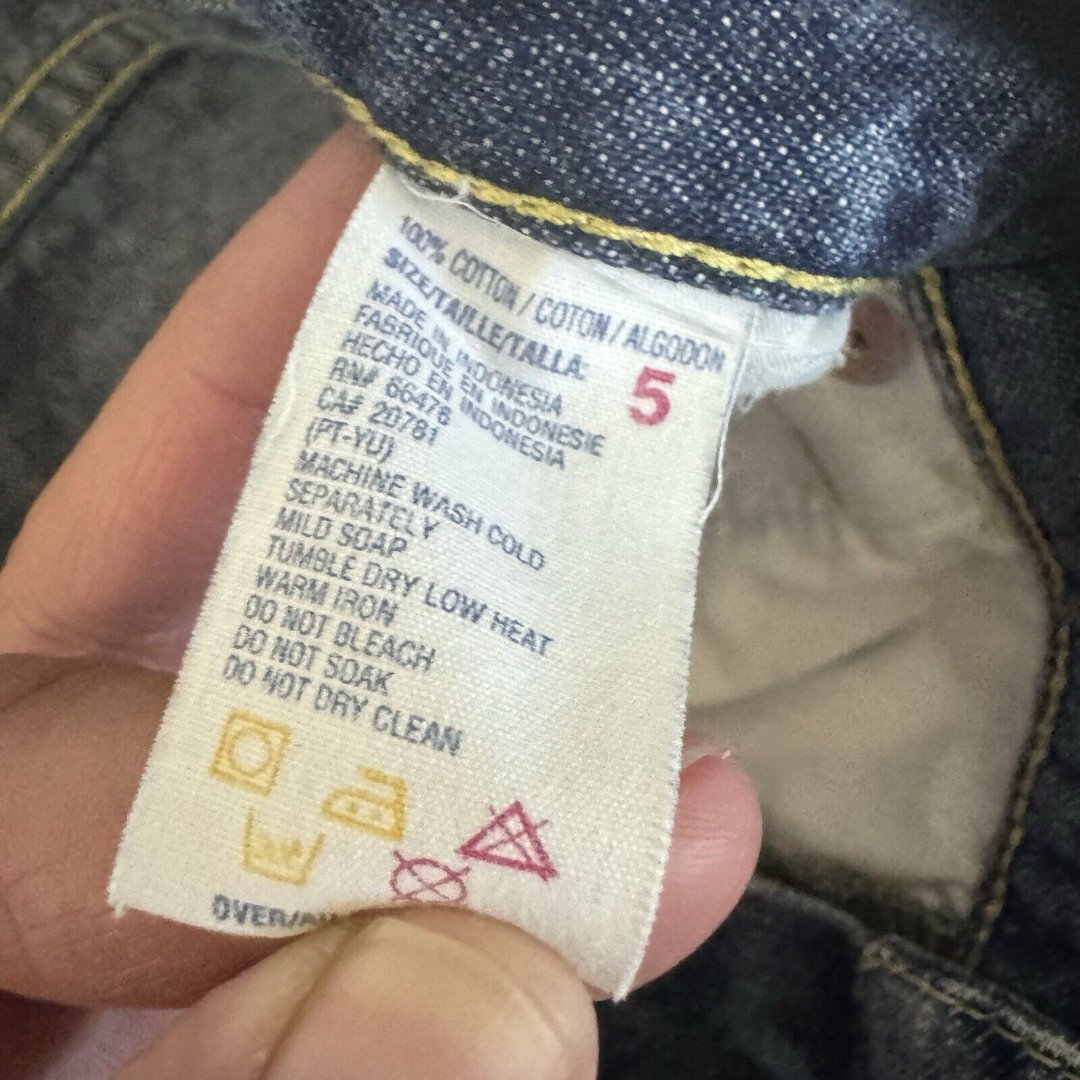 100% COTTON / COTON / ALGODON
SIZE/TAILLE/TALLA:
5
MADE IN INDONESIA
FABRIQUE EN INDONESIE
HECHO EN INDONESIA
RN# 66476
CA# 20781
(PT-YU)
MACHINE WASH COLD
SEPARATELY
MILD SOAP
TUMBLE DRY LOW HEAT
WARM IRON
DO NOT BLEACH
DO NOT SOAK
DO NOT DRY CLEAN
OVER/